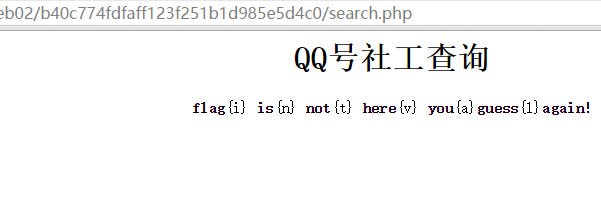 eb02/b40c774fdfaff123f251b1d985e5d4c0/search.php
QQ号社工查询
flag{i} is{n} not{t} here{v} you{a}guess{l}again!